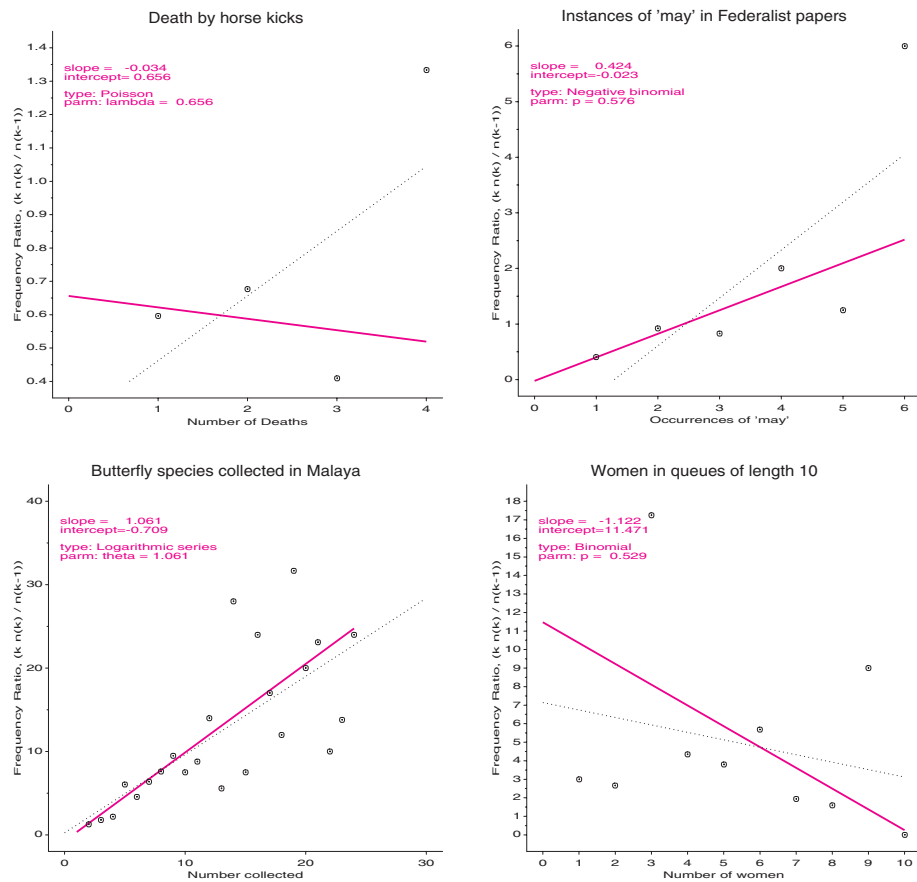 Death by horse kicks
slope = -0.034
intercept= 0.656
type: Poisson
parm: lambda = 0.656
Frequency Ratio, (k n(k) / n(k-1))
1.4
1.3
1.2
1.1
1.0
0.9
0.8
0.7
0.6
0.5
0.4
0 1 2 3 4
Number of Deaths
Instances of 'may' in Federalist papers
slope = 0.424
intercept=-0.023
type: Negative binomial
parm: p = 0.576
Frequency Ratio, (k n(k) / n(k-1))
6
5
4
3
2
1
0
0 1 2 3 4 5 6
Occurrences of 'may'
Butterfly species collected in Malaya
slope = 1.061
intercept=-0.709
type: Logarithmic series
parm: theta = 1.061
Frequency Ratio, (k n(k) / n(k-1))
40
30
20
10
0
0 10 20 30
Number collected
Women in queues of length 10
slope = -1.122
intercept=11.471
type: Binomial
parm: p = 0.529
Frequency Ratio, (k n(k) / n(k-1))
18
17
16
15
14
13
12
11
10
9
8
7
6
5
4
3
2
1
0
0 1 2 3 4 5 6 7 8 9 10
Number of women